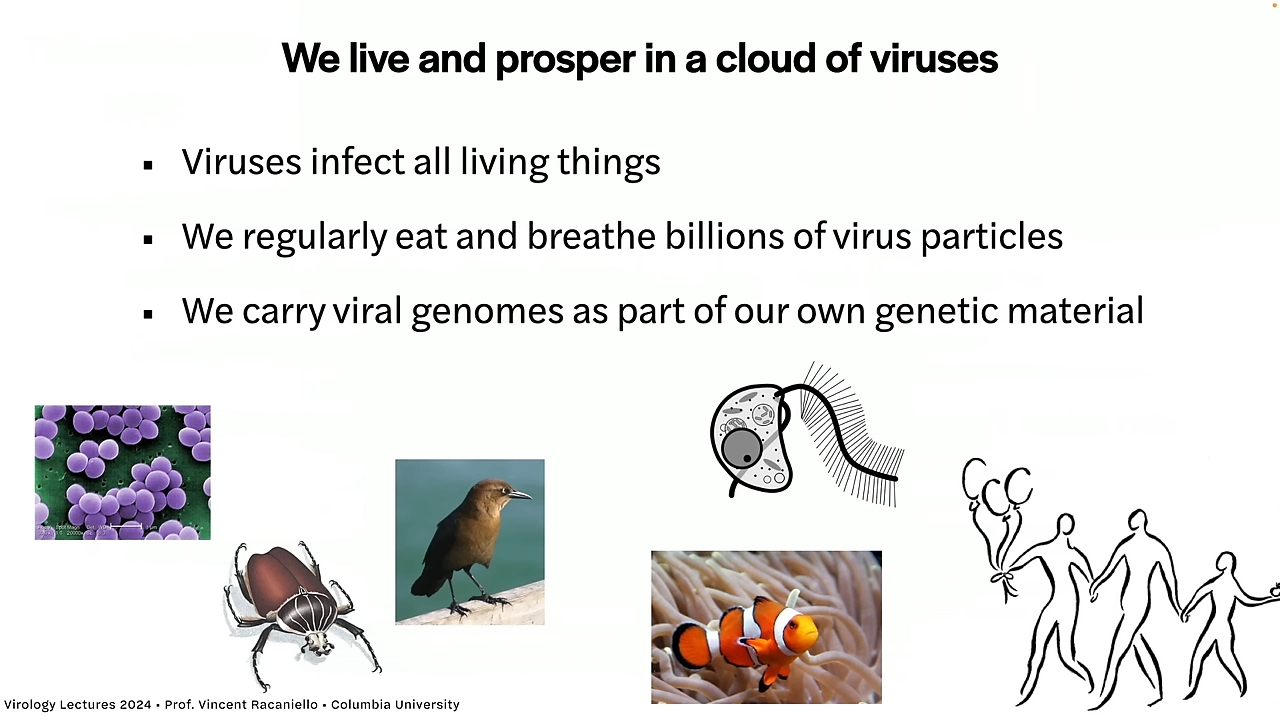 We live and prosper in a cloud of viruses
▪ Viruses infect all living things
▪ We regularly eat and breathe billions of virus particles
▪ We carry viral genomes as part of our own genetic material
Virology Lectures 2024 • Prof. Vincent Racaniello • Columbia University